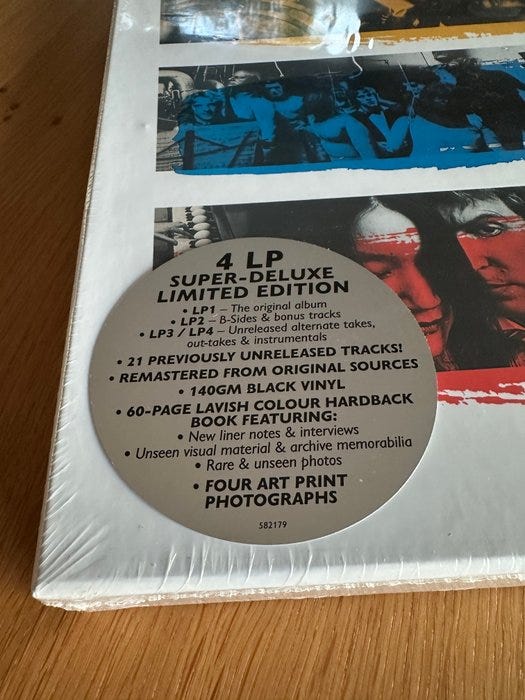 4 LP
SUPER-DELUXE
LIMITED EDITION
• LP1 – The original album
• LP2 – B-Sides & bonus tracks
• LP3 / LP4 – Unreleased alternate takes,
out-takes & instrumentals
• 21 PREVIOUSLY UNRELEASED TRACKS!
• REMASTERED FROM ORIGINAL SOURCES
• 140GM BLACK VINYL
• 60-PAGE LAVISH COLOUR HARDBACK
BOOK FEATURING:
• New liner notes & interviews
• Unseen visual material & archive memorabilia
• Rare & unseen photos
• FOUR ART PRINT
PHOTOGRAPHS
582179